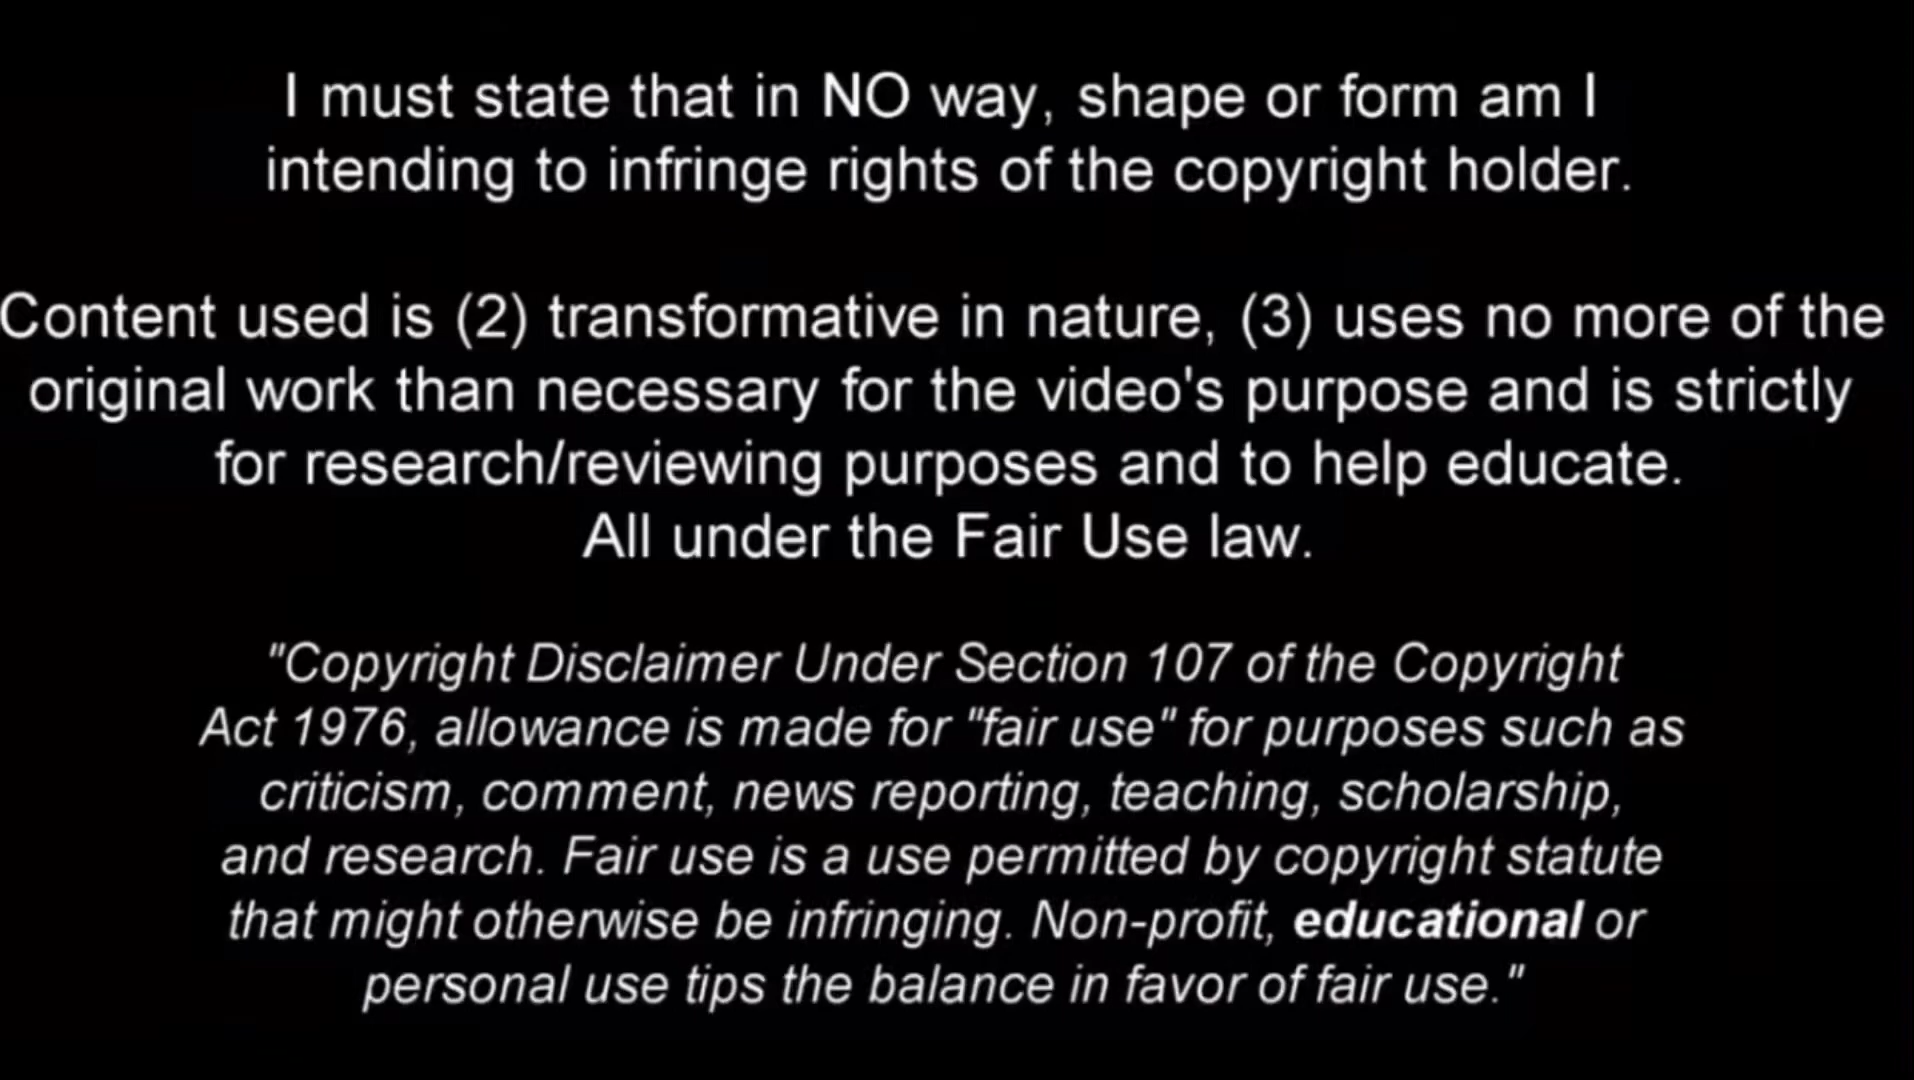 I must state that in NO way, shape or form am I
intending to infringe rights of the copyright holder.
Content used is (2) transformative in nature, (3) uses no more of the
original work than necessary for the video's purpose and is strictly
for research/reviewing purposes and to help educate.
All under the Fair Use law.
"Copyright Disclaimer Under Section 107 of the Copyright
Act 1976, allowance is made for "fair use" for purposes such as
criticism, comment, news reporting, teaching, scholarship,
and research. Fair use is a use permitted by copyright statute
that might otherwise be infringing. Non-profit, educational or
personal use tips the balance in favor of fair use."